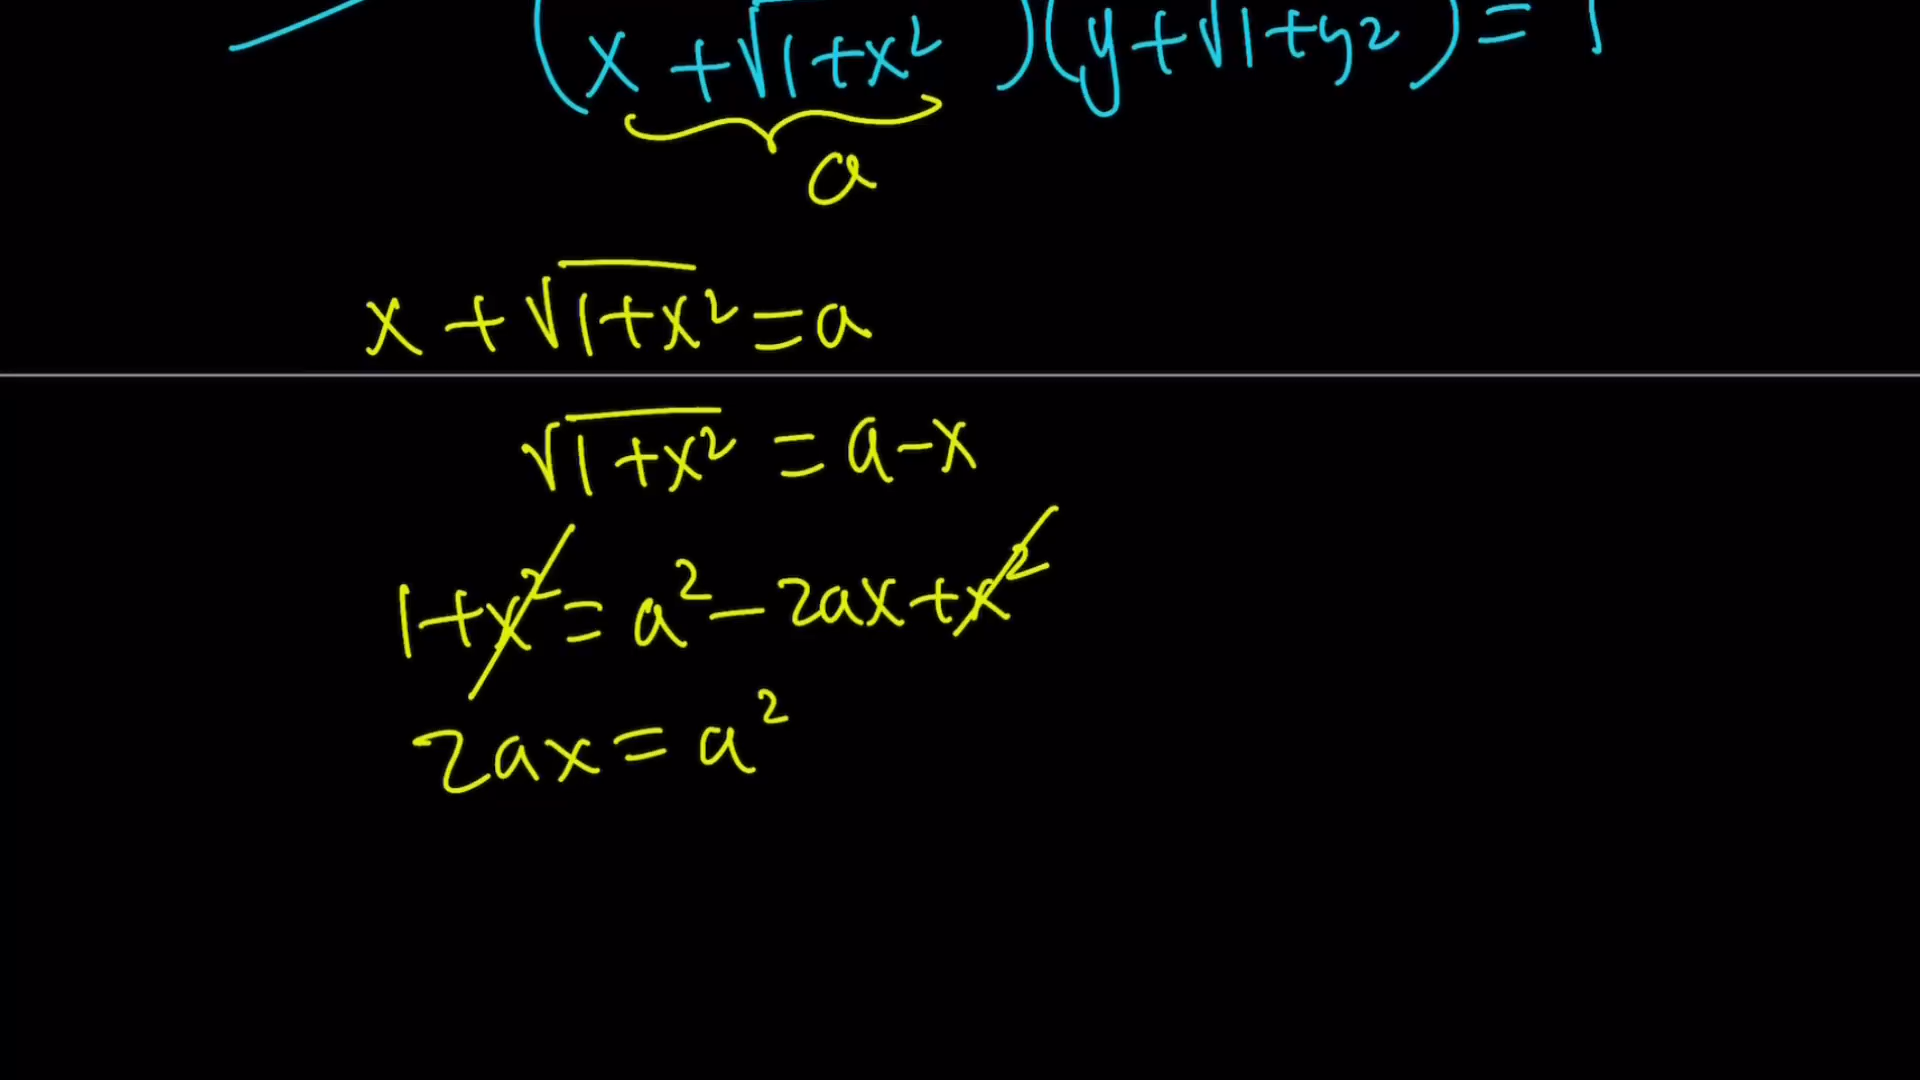 (x+√1+x²)(y+√1+y2)=1
a
x+√1+x²=a
√1+x²=a-x
1+x²=a²-2ax+x²
2ax=a²